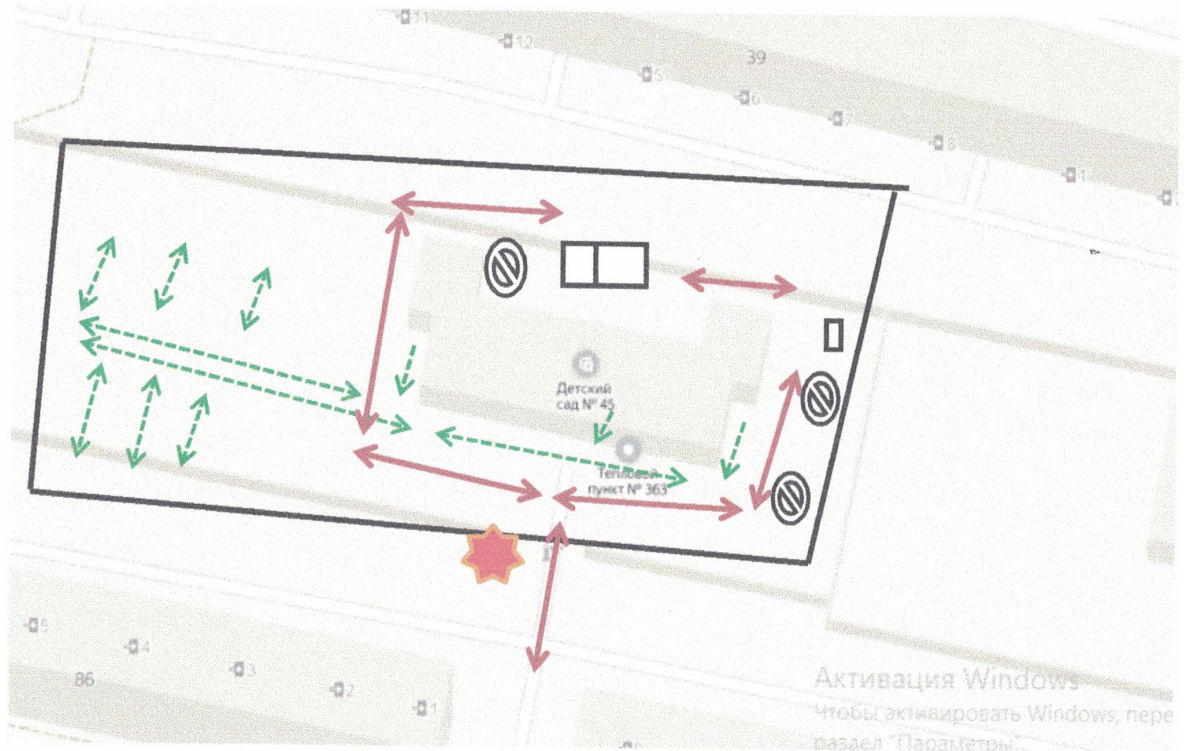 11
12
39
5
6
7
8
1
2
Детский
сад № 45
Тепловой
пункт № 363
5
4
3
86
2
1
Активация Windows
Чтобы активировать Windows, пере
раздел "Параметры".